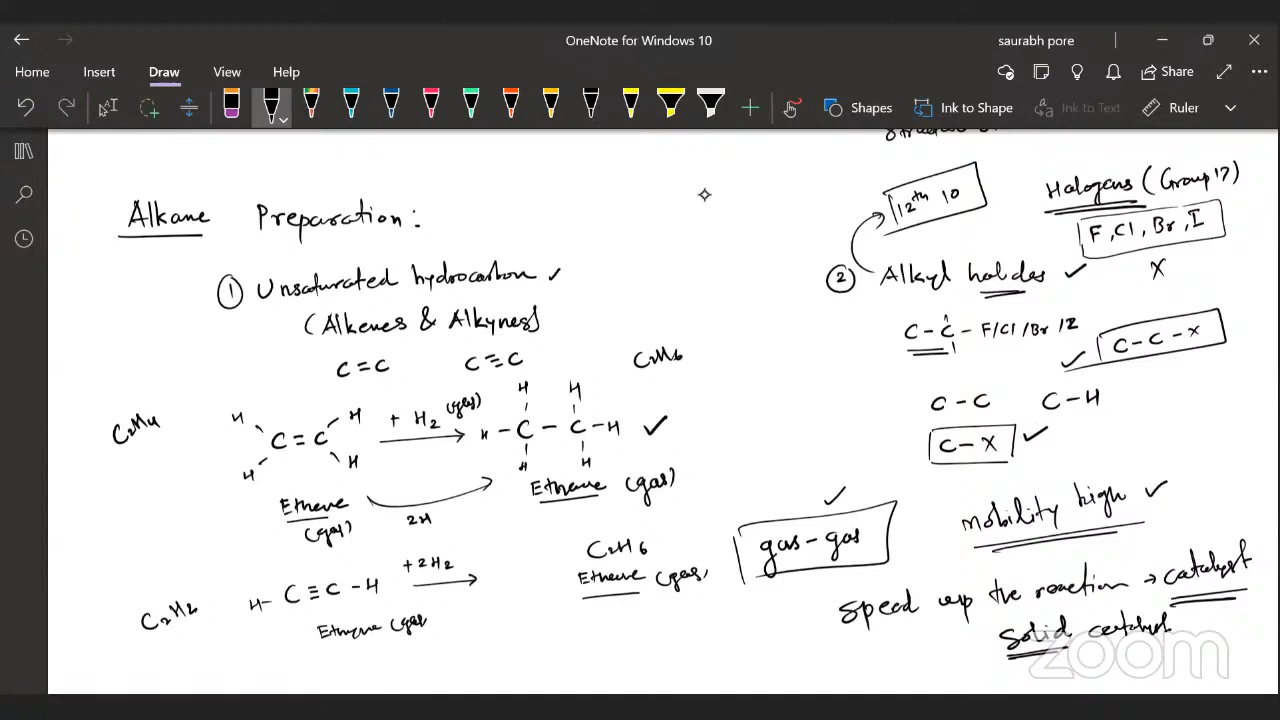 OneNote for Windows 10
saurabh pore
Home Insert Draw View Help
Share
Shapes
Ink to Shape
Ink to Text
Ruler
Alkane Preparation:
① Unsaturated hydrocarbon ✓
(Alkenes & Alkynes)
C=C C≡C C2H6
C2H4
H H
C=C
H H
+ H2 (gas)
H H
H-C-C-H ✓
H H
Ethene
(gas)
2H
Ethane (gas)
C2H2
H-C≡C-H
+2H2
Ethyne (gas
C2H6
Ethane (gas,
12th 10
Halogens (Group 17)
F, Cl, Br, I
X
② Alkyl halides ✓
C-C-F/Cl/Br/I
✓ C-C-X
C-C C-H
C-X ✓
✓
gas-gas
mobility high ✓
Speed up the reaction → catalyst
solid catalyst
zoom